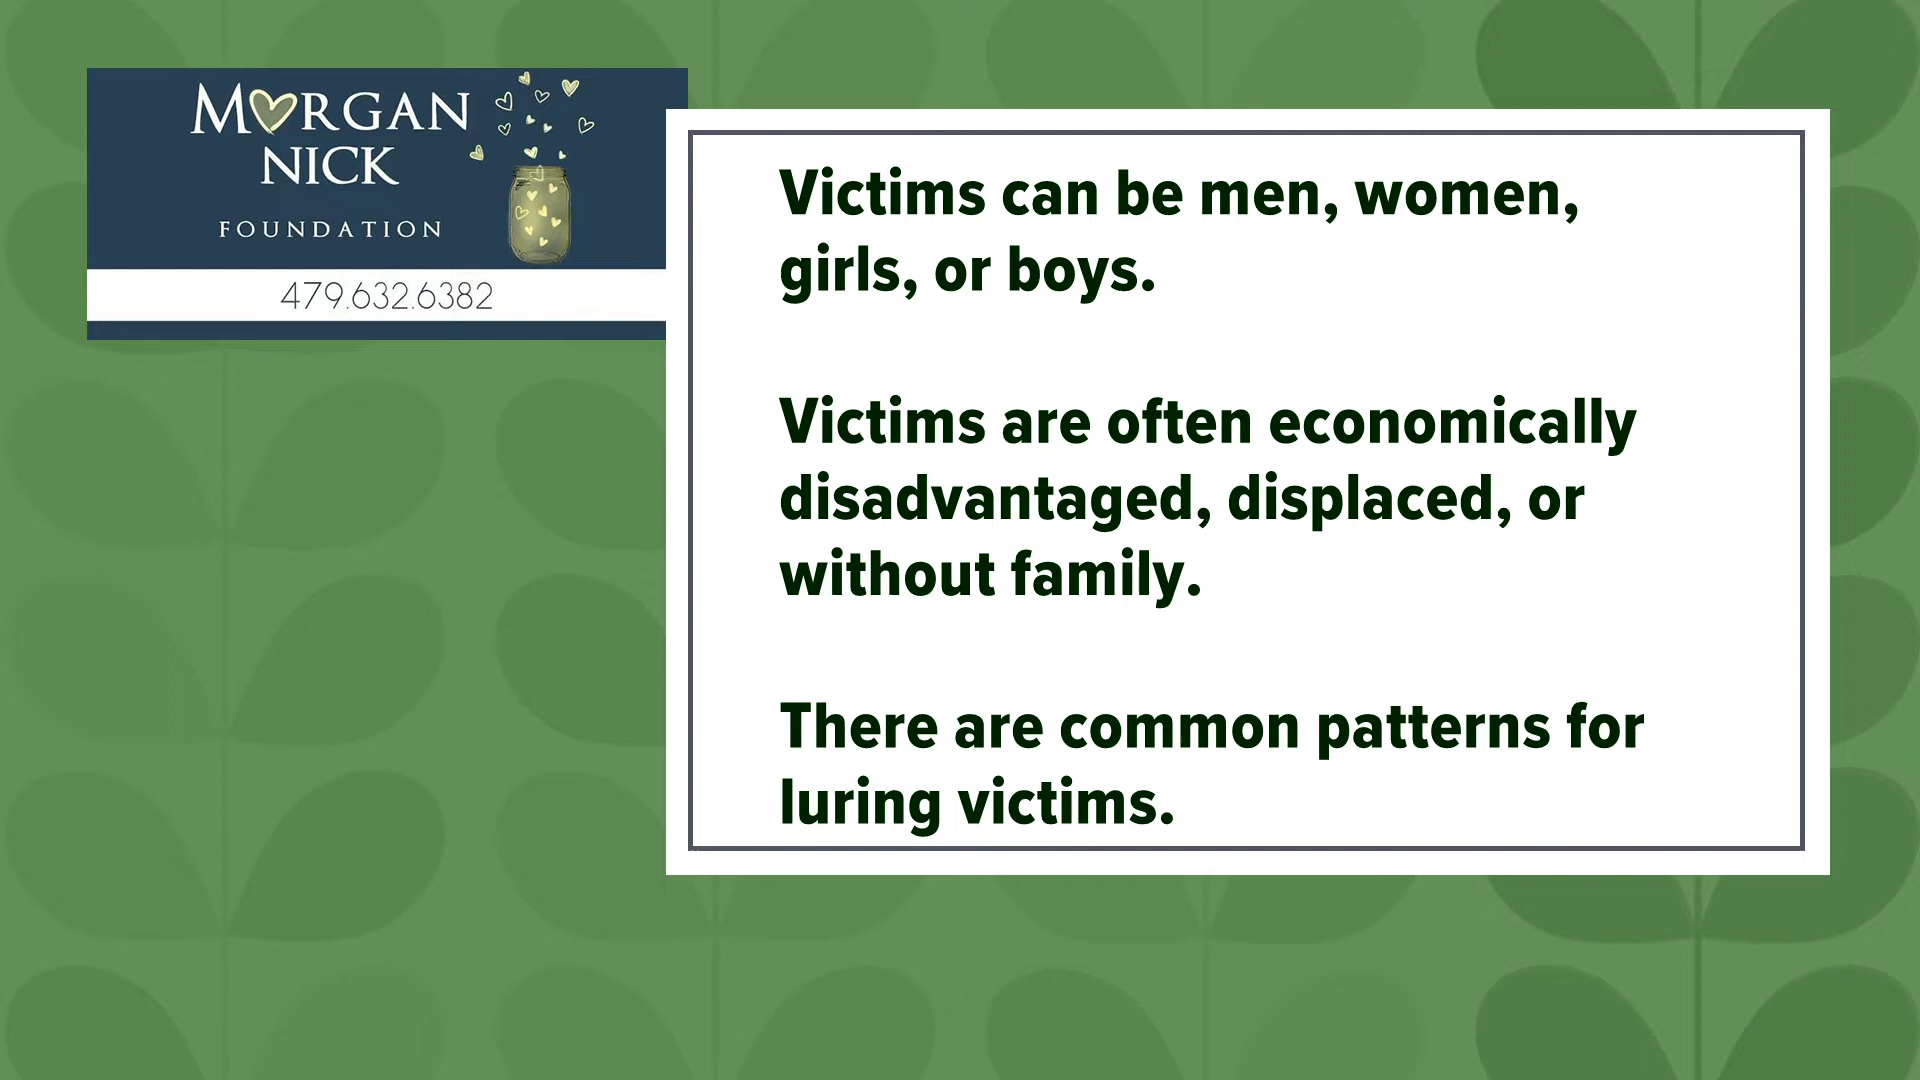 MORGAN
NICK
FOUNDATION
479.632.6382
Victims can be men, women,
girls, or boys.
Victims are often economically
disadvantaged, displaced, or
without family.
There are common patterns for
luring victims.